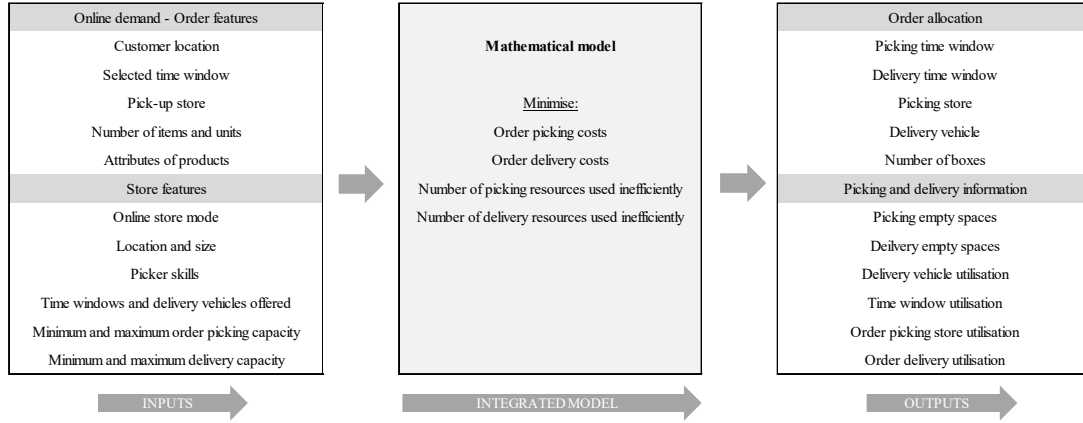 Online demand - Order features
Customer location
Selected time window
Pick-up store
Number of items and units
Attributes of products
Store features
Online store mode
Location and size
Picker skills
Time windows and delivery vehicles offered
Minimum and maximum order picking capacity
Minimum and maximum delivery capacity
INPUTS
Mathematical model
Minimise:
Order picking costs
Order delivery costs
Number of picking resources used inefficiently
Number of delivery resources used inefficiently
INTEGRATED MODEL
Order allocation
Picking time window
Delivery time window
Picking store
Delivery vehicle
Number of boxes
Picking and delivery information
Picking empty spaces
Deilvery empty spaces
Delivery vehicle utilisation
Time window utilisation
Order picking store utilisation
Order delivery utilisation
OUTPUTS